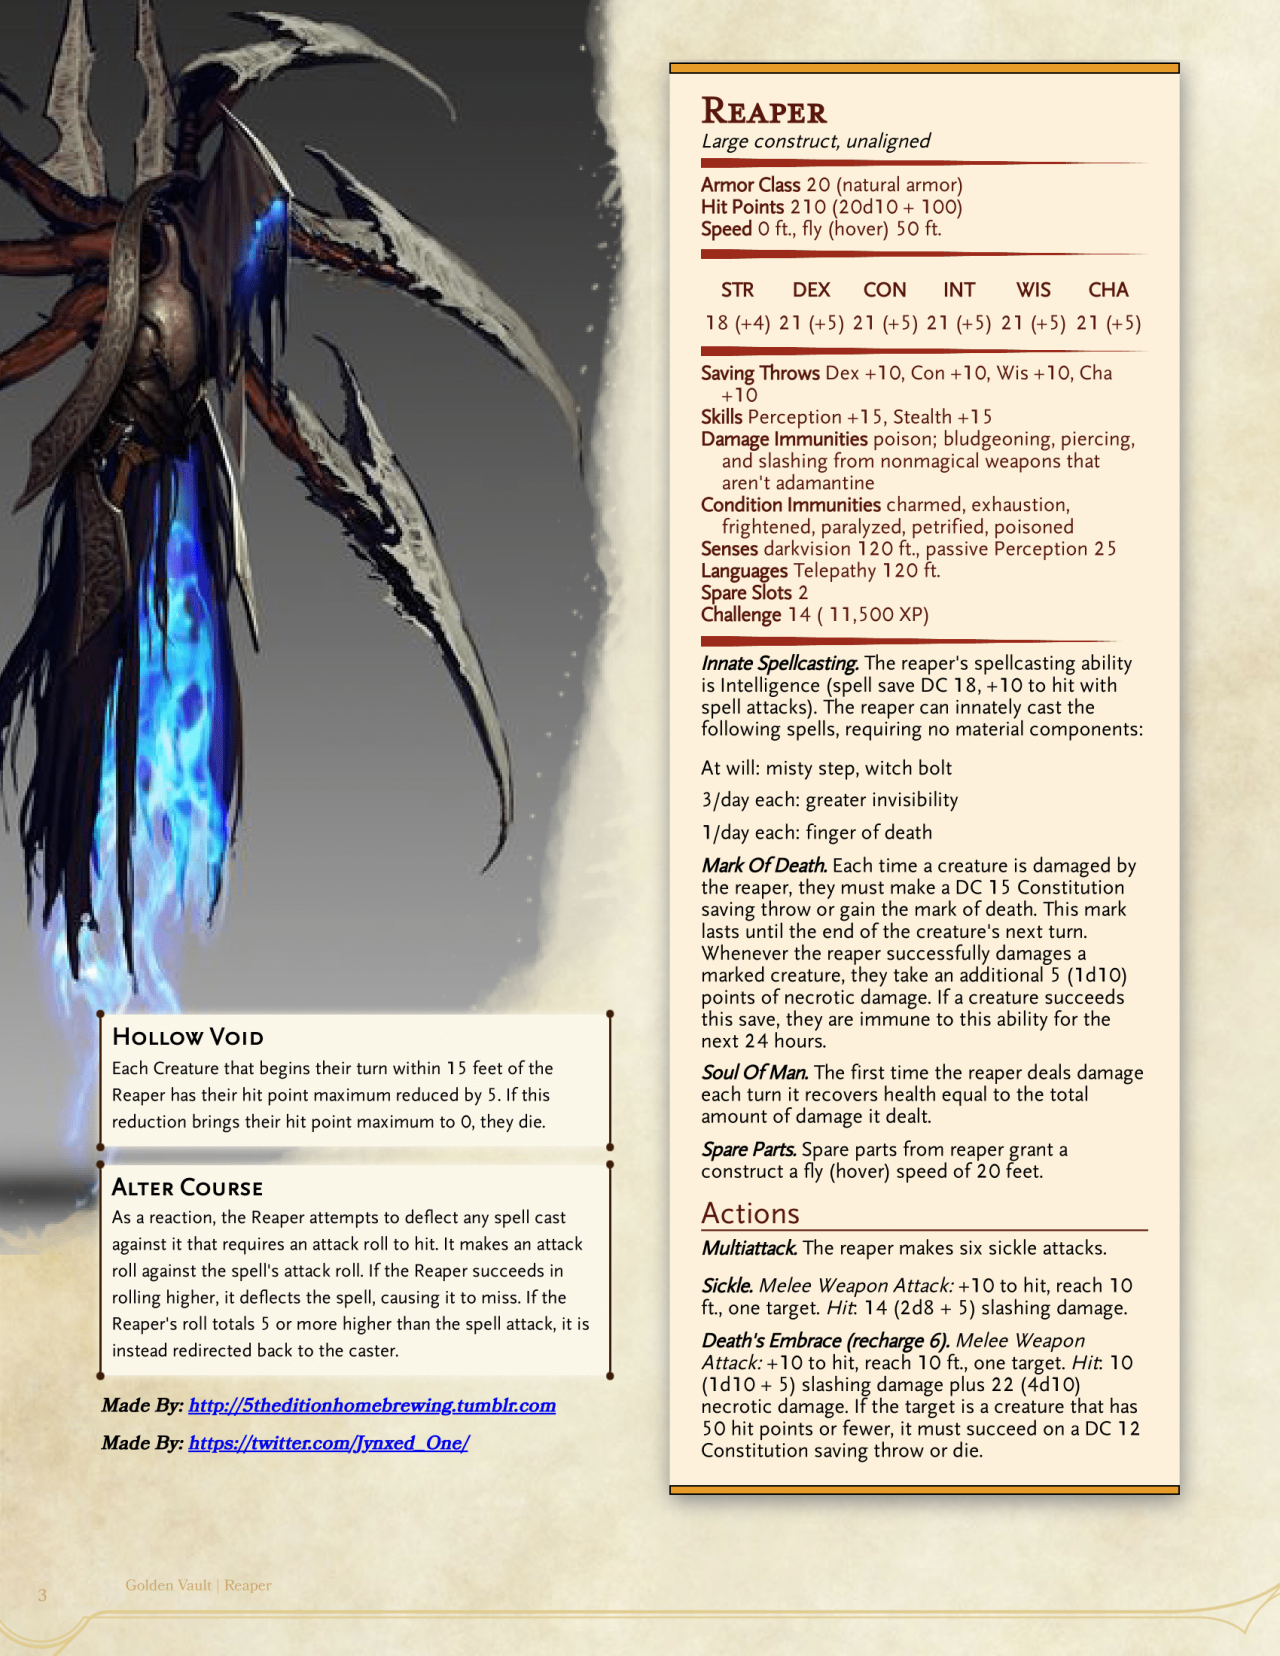 Hollow Void
Each Creature that begins their turn within 15 feet of the
Reaper has their hit point maximum reduced by 5. If this
reduction brings their hit point maximum to 0, they die.
Alter Course
As a reaction, the Reaper attempts to deflect any spell cast
against it that requires an attack roll to hit. It makes an attack
roll against the spell's attack roll. If the Reaper succeeds in
rolling higher, it deflects the spell, causing it to miss. If the
Reaper's roll totals 5 or more higher than the spell attack, it is
instead redirected back to the caster.
Made By: http://5theditionhomebrewing.tumblr.com
Made By: https://twitter.com/Jynxed_One/
Reaper
Large construct, unaligned
Armor Class 20 (natural armor)
Hit Points 210 (20d10 + 100)
Speed 0 ft., fly (hover) 50 ft.
STR DEX CON INT WIS CHA
18 (+4) 21 (+5) 21 (+5) 21 (+5) 21 (+5) 21 (+5)
Saving Throws Dex +10, Con +10, Wis +10, Cha
+10
Skills Perception +15, Stealth +15
Damage Immunities poison; bludgeoning, piercing,
and slashing from nonmagical weapons that
aren't adamantine
Condition Immunities charmed, exhaustion,
frightened, paralyzed, petrified, poisoned
Senses darkvision 120 ft., passive Perception 25
Languages Telepathy 120 ft.
Spare Slots 2
Challenge 14 ( 11,500 XP)
Innate Spellcasting. The reaper's spellcasting ability
is Intelligence (spell save DC 18, +10 to hit with
spell attacks). The reaper can innately cast the
following spells, requiring no material components:
At will: misty step, witch bolt
3/day each: greater invisibility
1/day each: finger of death
Mark Of Death. Each time a creature is damaged by
the reaper, they must make a DC 15 Constitution
saving throw or gain the mark of death. This mark
lasts until the end of the creature's next turn.
Whenever the reaper successfully damages a
marked creature, they take an additional 5 (1d10)
points of necrotic damage. If a creature succeeds
this save, they are immune to this ability for the
next 24 hours.
Soul Of Man. The first time the reaper deals damage
each turn it recovers health equal to the total
amount of damage it dealt.
Spare Parts. Spare parts from reaper grant a
construct a fly (hover) speed of 20 feet.
Actions
Multiattack. The reaper makes six sickle attacks.
Sickle. Melee Weapon Attack: +10 to hit, reach 10
ft., one target. Hit: 14 (2d8 + 5) slashing damage.
Death's Embrace (recharge 6). Melee Weapon
Attack: +10 to hit, reach 10 ft., one target. Hit: 10
(1d10 + 5) slashing damage plus 22 (4d10)
necrotic damage. If the target is a creature that has
50 hit points or fewer, it must succeed on a DC 12
Constitution saving throw or die.
3
Golden Vault | Reaper